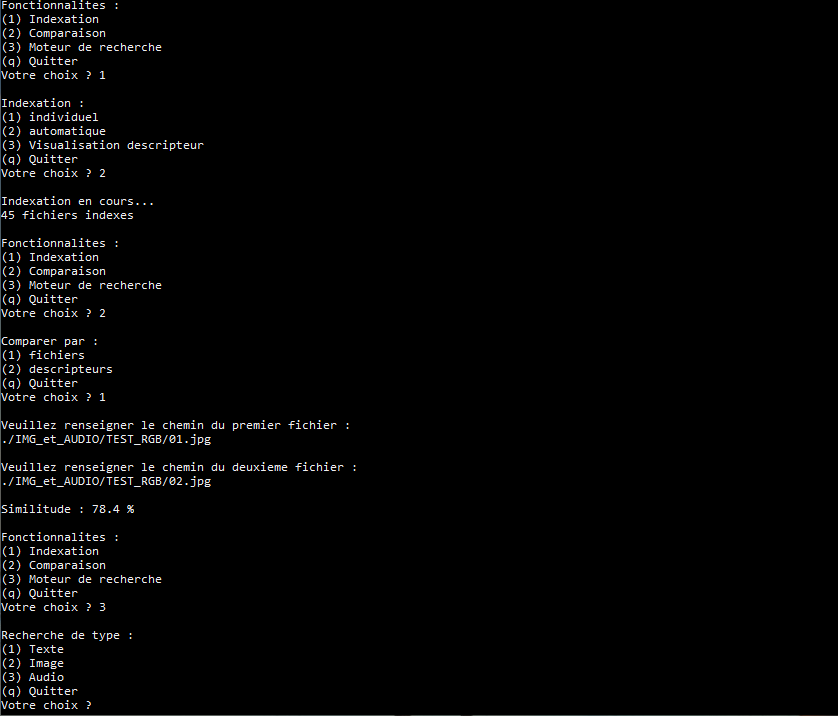 Fonctionnalites :
(1) Indexation
(2) Comparaison
(3) Moteur de recherche
(q) Quitter
Votre choix ? 1

Indexation :
(1) individuel
(2) automatique
(3) Visualisation descripteur
(q) Quitter
Votre choix ? 2

Indexation en cours...
45 fichiers indexes

Fonctionnalites :
(1) Indexation
(2) Comparaison
(3) Moteur de recherche
(q) Quitter
Votre choix ? 2

Comparer par :
(1) fichiers
(2) descripteurs
(q) Quitter
Votre choix ? 1

Veuillez renseigner le chemin du premier fichier :
./IMG_et_AUDIO/TEST_RGB/01.jpg

Veuillez renseigner le chemin du deuxieme fichier :
./IMG_et_AUDIO/TEST_RGB/02.jpg

Similitude : 78.4 %

Fonctionnalites :
(1) Indexation
(2) Comparaison
(3) Moteur de recherche
(q) Quitter
Votre choix ? 3

Recherche de type :
(1) Texte
(2) Image
(3) Audio
(q) Quitter
Votre choix ?